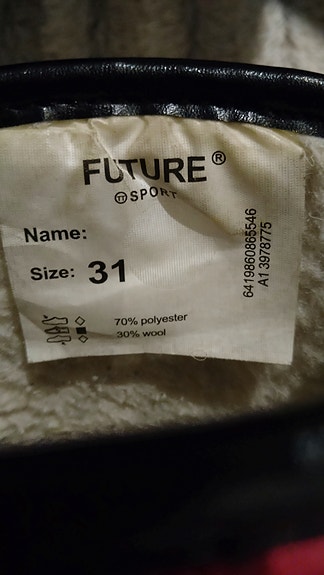 FUTURE®
SPORT
Name:
Size: 31
70% polyester
30% wool
6419860865546
A1 3978775